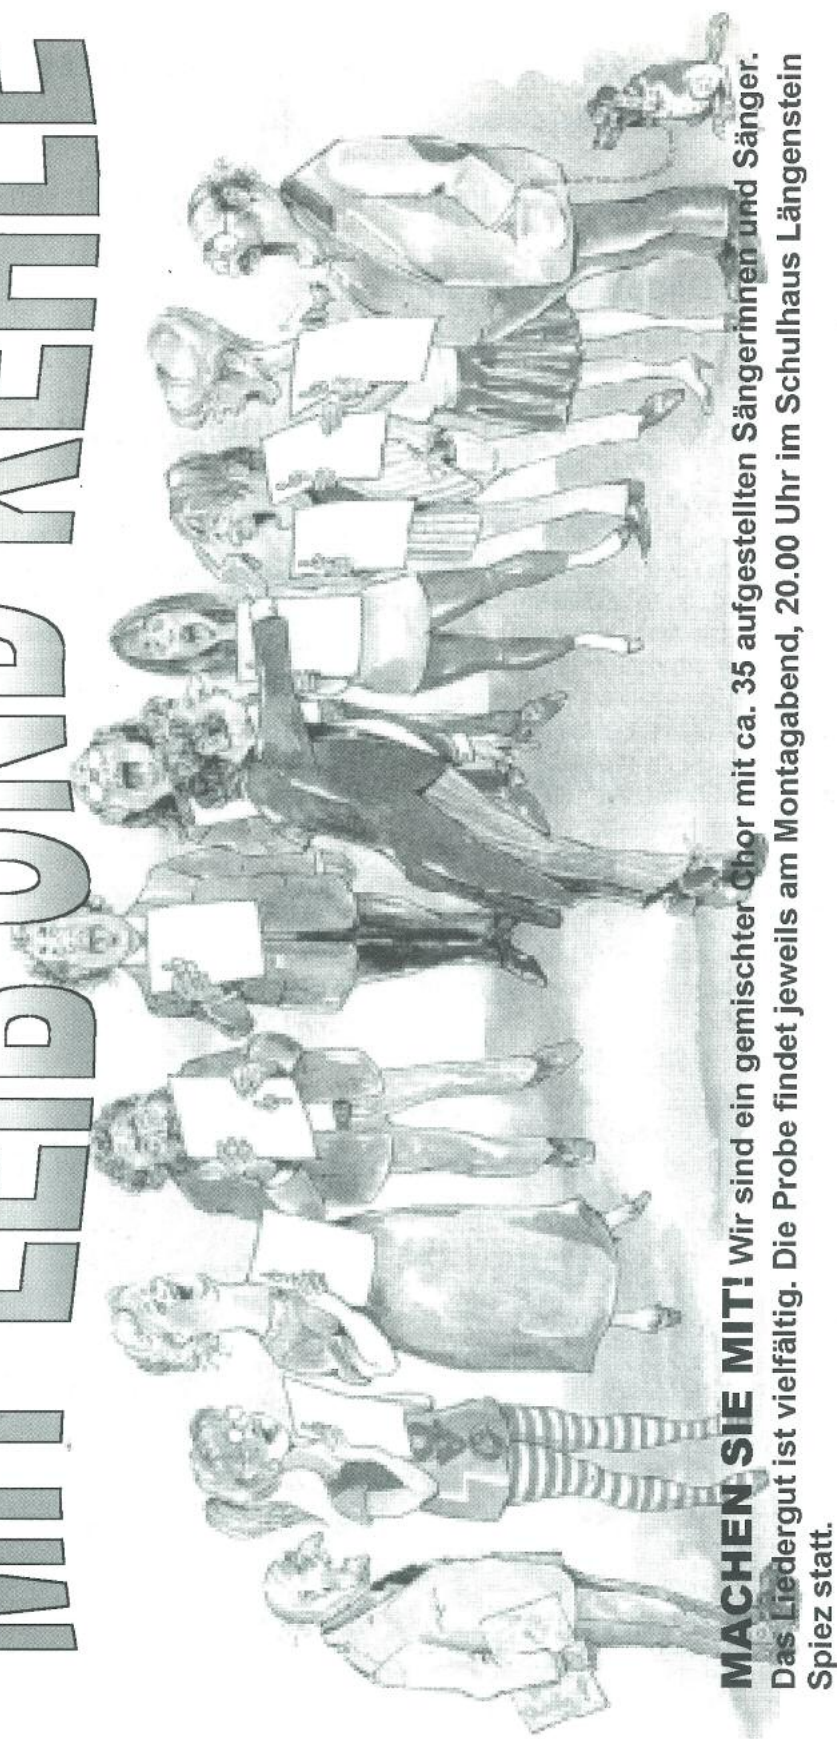 MIT LEIB UND KEHLE
MACHEN SIE MIT! Wir sind ein gemischter Chor mit ca. 35 aufgestellten Sängerinnen und Sänger.
Das Liedergut ist vielfältig. Die Probe findet jeweils am Montagabend, 20.00 Uhr im Schulhaus Längenstein
Spiez statt.